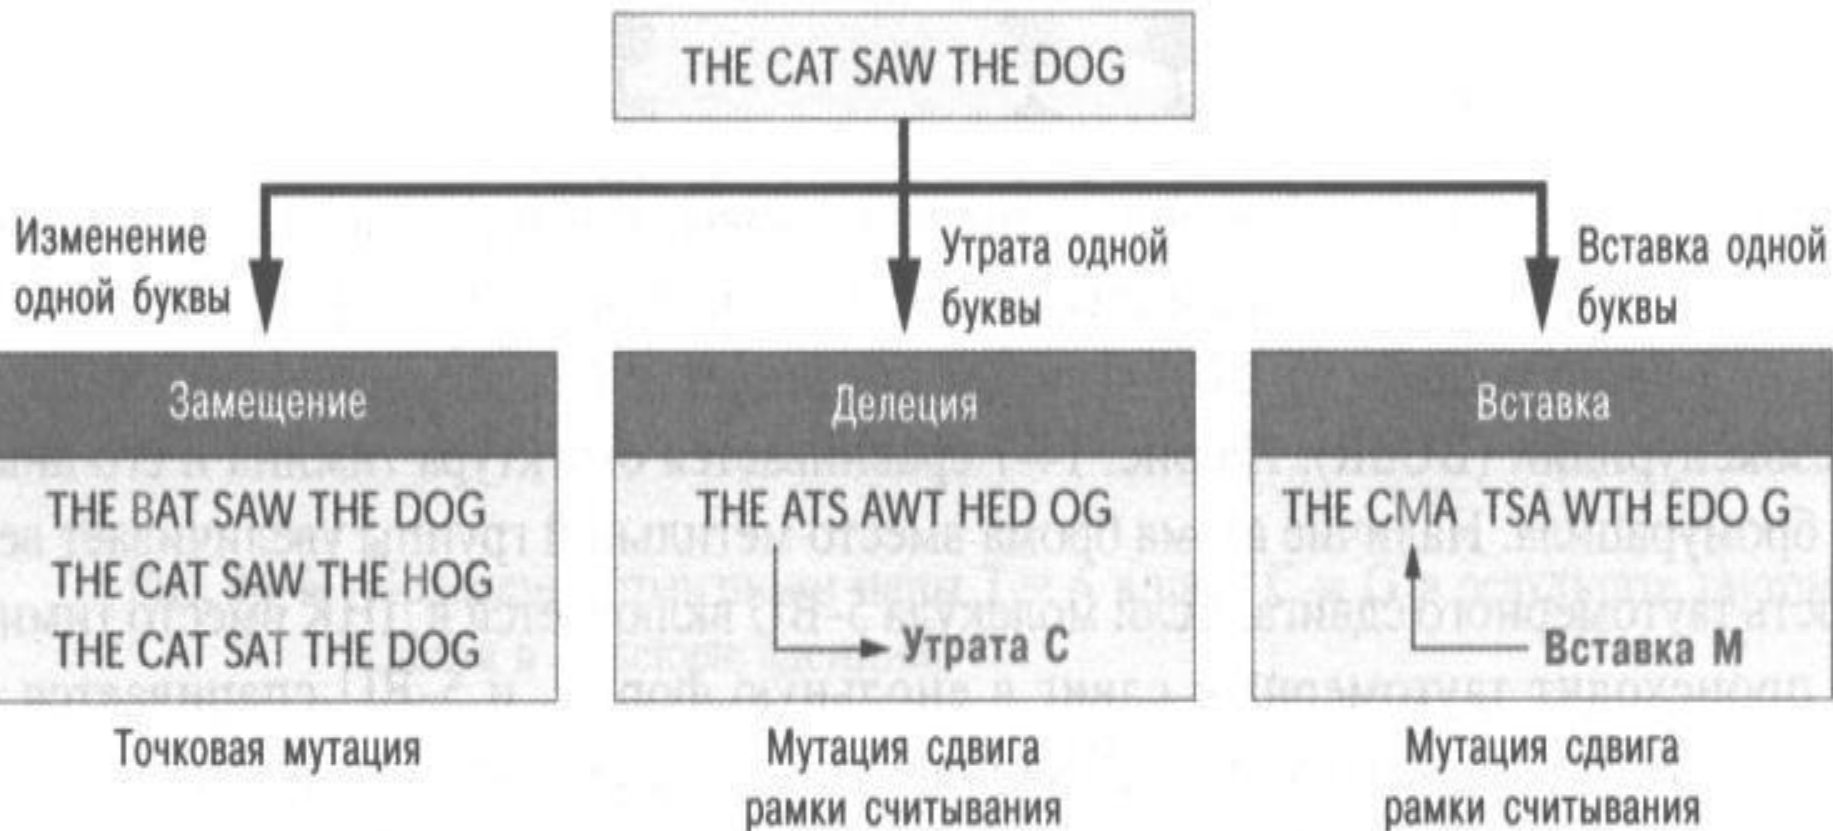 THE CAT SAW THE DOG
Изменение
одной буквы
Утрата одной
буквы
Вставка одной
буквы
Замещение
THE BAT SAW THE DOG
THE CAT SAW THE HOG
THE CAT SAT THE DOG
Точковая мутация
Делеция
THE ATS AWT HED OG
Утрата C
Мутация сдвига
рамки считывания
Вставка
THE CMA TSA WTH EDO G
Вставка M
Мутация сдвига
рамки считывания